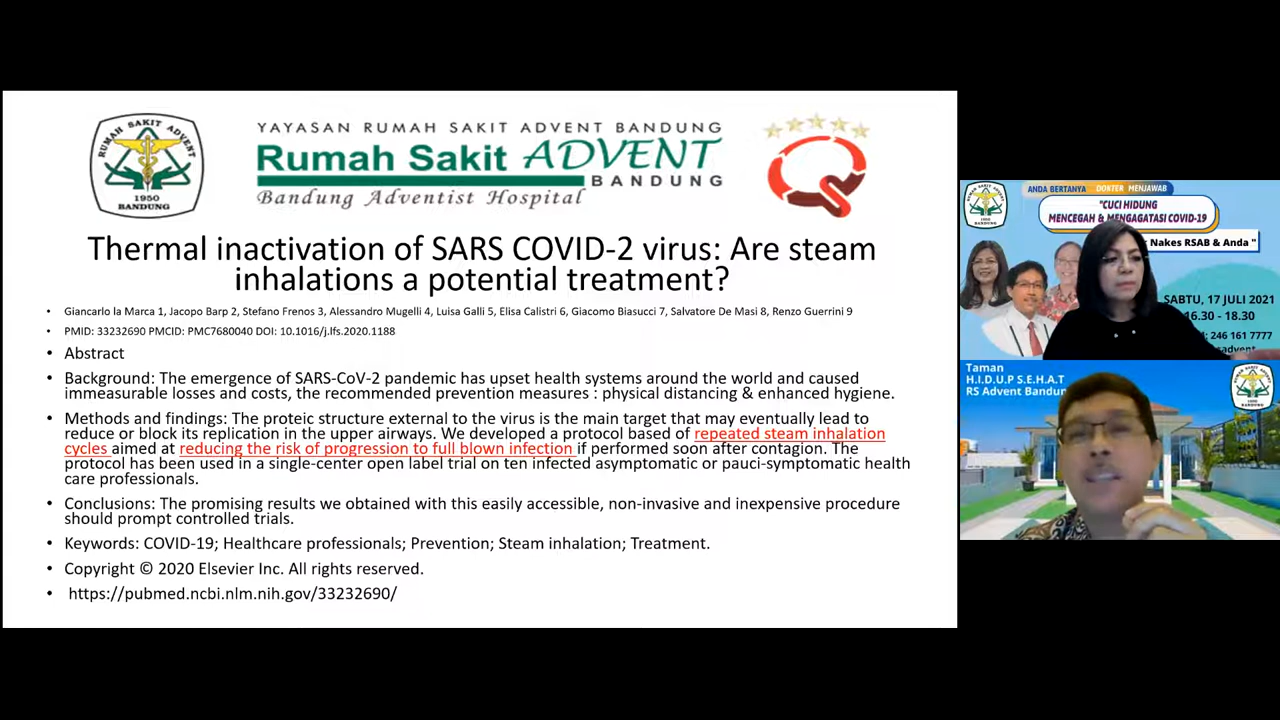 RUMAH SAKIT ADVENT
1950
BANDUNG
YAYASAN RUMAH SAKIT ADVENT BANDUNG
Rumah Sakit ADVENT
BANDUNG
Bandung Adventist Hospital
Thermal inactivation of SARS COVID-2 virus: Are steam
inhalations a potential treatment?
• Giancarlo la Marca 1, Jacopo Barp 2, Stefano Frenos 3, Alessandro Mugelli 4, Luisa Galli 5, Elisa Calistri 6, Giacomo Biasucci 7, Salvatore De Masi 8, Renzo Guerrini 9
• PMID: 33232690 PMCID: PMC7680040 DOI: 10.1016/j.lfs.2020.1188
• Abstract
• Background: The emergence of SARS-CoV-2 pandemic has upset health systems around the world and caused
immeasurable losses and costs, the recommended prevention measures : physical distancing & enhanced hygiene.
• Methods and findings: The proteic structure external to the virus is the main target that may eventually lead to
reduce or block its replication in the upper airways. We developed a protocol based of repeated steam inhalation
cycles aimed at reducing the risk of progression to full blown infection if performed soon after contagion. The
protocol has been used in a single-center open label trial on ten infected asymptomatic or pauci-symptomatic health
care professionals.
• Conclusions: The promising results we obtained with this easily accessible, non-invasive and inexpensive procedure
should prompt controlled trials.
• Keywords: COVID-19; Healthcare professionals; Prevention; Steam inhalation; Treatment.
• Copyright © 2020 Elsevier Inc. All rights reserved.
• https://pubmed.ncbi.nlm.nih.gov/33232690/
ANDA BERTANYA DOKTER MENJAWAB
"CUCI HIDUNG
MENCEGAH & MENGAGATASI COVID-19
Nakes RSAB & Anda "
SABTU, 17 JULI 2021
16.30 - 18.30
: 246 161 7777
Taman
H.I.D.U.P S.E.H.A.T
RS Advent Bandun